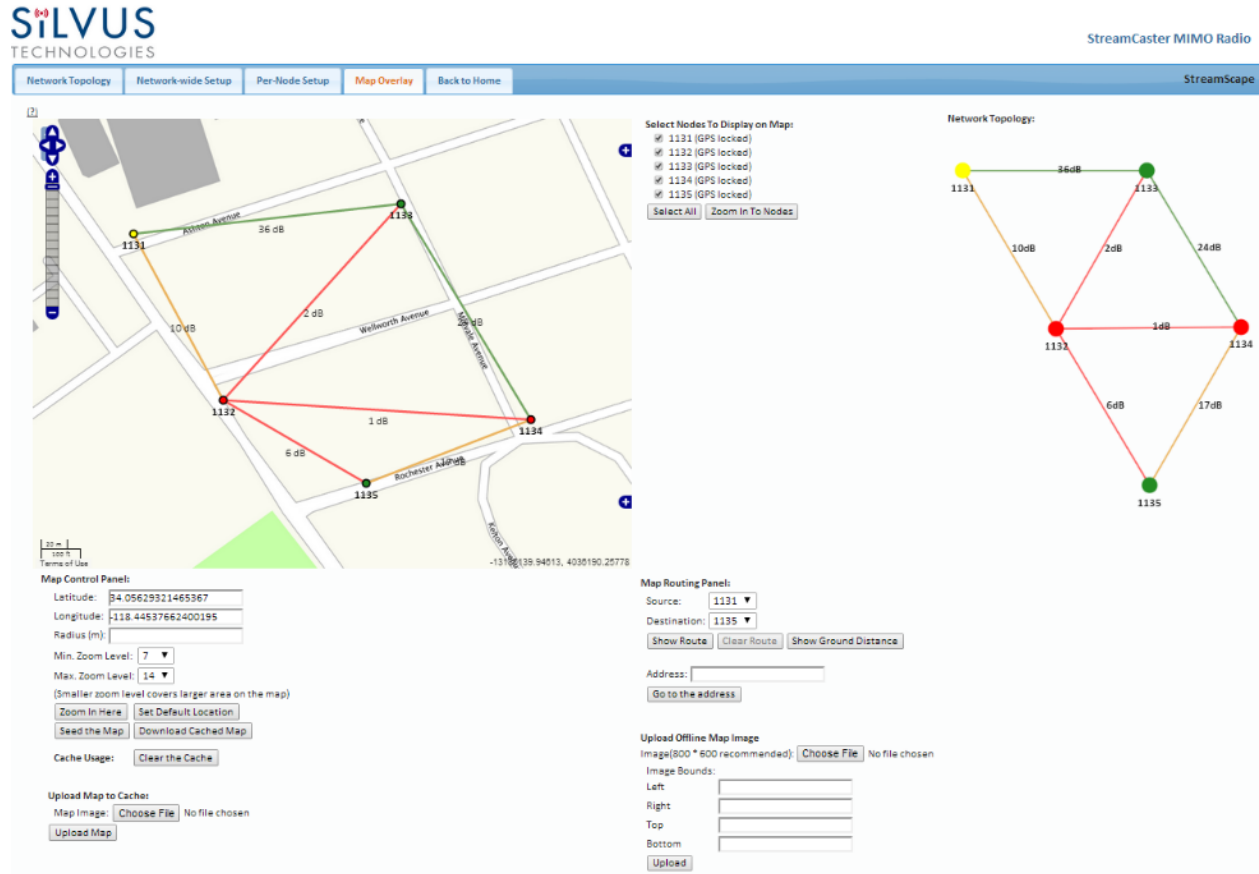 SiLVUS
TECHNOLOGIES
StreamCaster MIMO Radio
Network Topology
Network-wide Setup
Per-Node Setup
Map Overlay
Back to Home
StreamScape
[?]
Ashton Avenue
Wellworth Avenue
Midvale Avenue
Rochester Avenue
Kelton Avenue
1131
1133
1132
1134
1135
36 dB
10 dB
2 dB
1 dB
6 dB
20 m
100 ft
Terms of Use
4036190.25778
Select Nodes To Display on Map:
1131 (GPS locked)
1132 (GPS locked)
1133 (GPS locked)
1134 (GPS locked)
1135 (GPS locked)
Select All
Zoom In To Nodes
Network Topology:
1131
36dB
1133
10dB
2dB
24dB
1132
1dB
1134
6dB
17dB
1135
Map Control Panel:
Latitude: 34.05629321465367
Longitude: -118.44537662400195
Radius (m):
Min. Zoom Level: 7
Max. Zoom Level: 14
(Smaller zoom level covers larger area on the map)
Zoom In Here
Set Default Location
Seed the Map
Download Cached Map
Cache Usage: Clear the Cache
Upload Map to Cache:
Map Image: Choose File No file chosen
Upload Map
Map Routing Panel:
Source: 1131
Destination: 1135
Show Route
Clear Route
Show Ground Distance
Address:
Go to the address
Upload Offline Map Image
Image(800 * 600 recommended): Choose File No file chosen
Image Bounds:
Left
Right
Top
Bottom
Upload